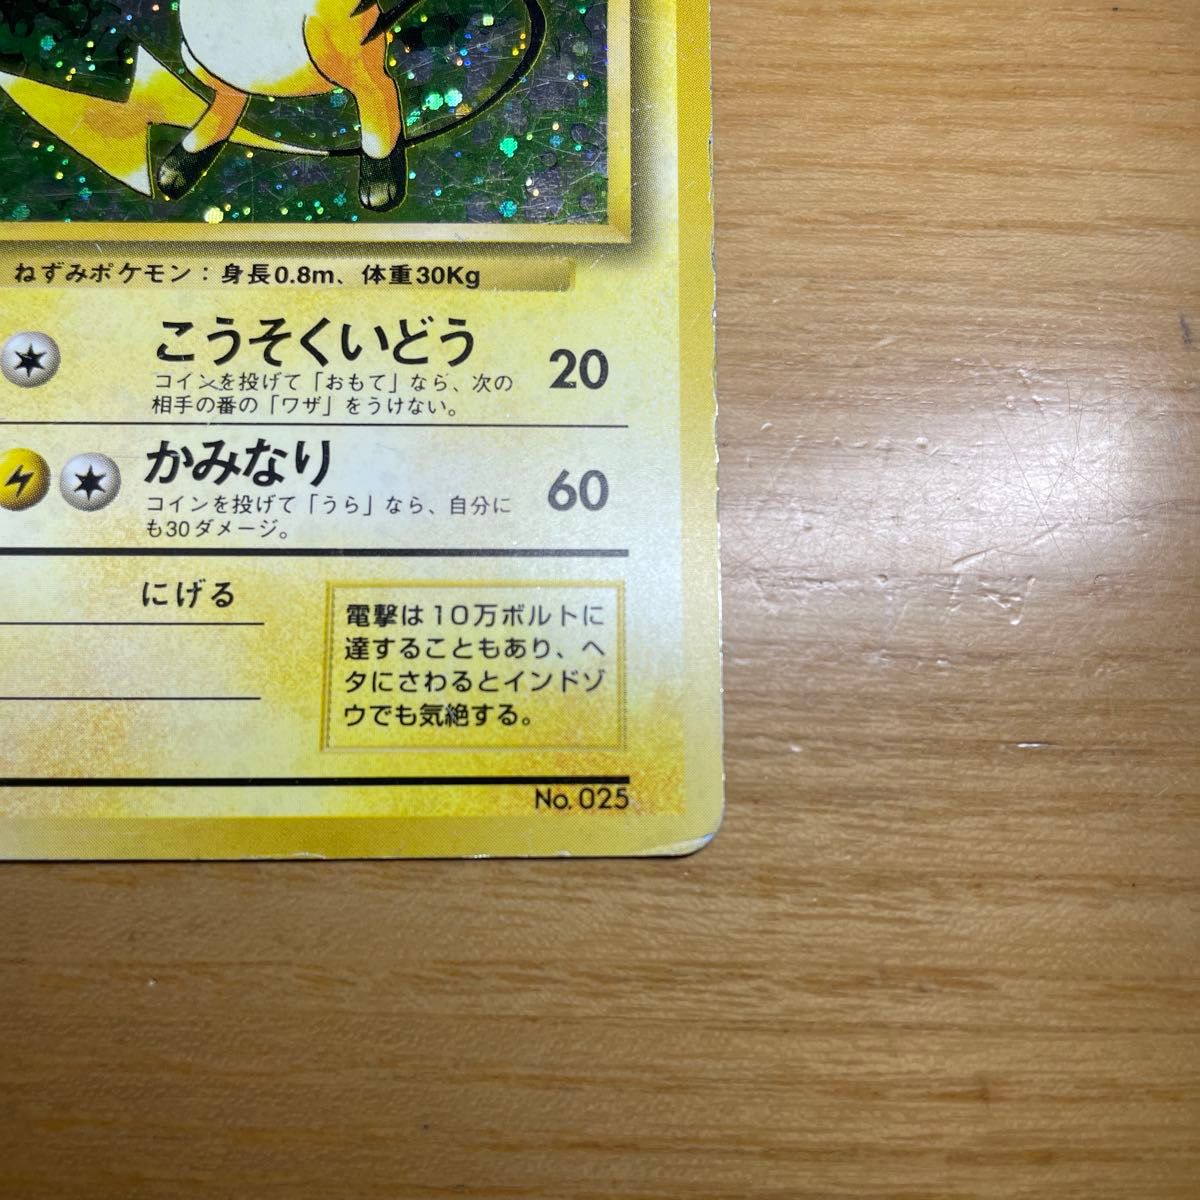 ねずみポケモン：身長0.8m、体重30Kg
こうそくいどう 20
コインを投げて「おもて」なら、次の
相手の番の「ワザ」をうけない。
かみなり 60
コインを投げて「うら」なら、自分に
も30ダメージ。
にげる
電撃は10万ボルトに
達することもあり、ヘ
タにさわるとインドゾ
ウでも気絶する。
No. 025